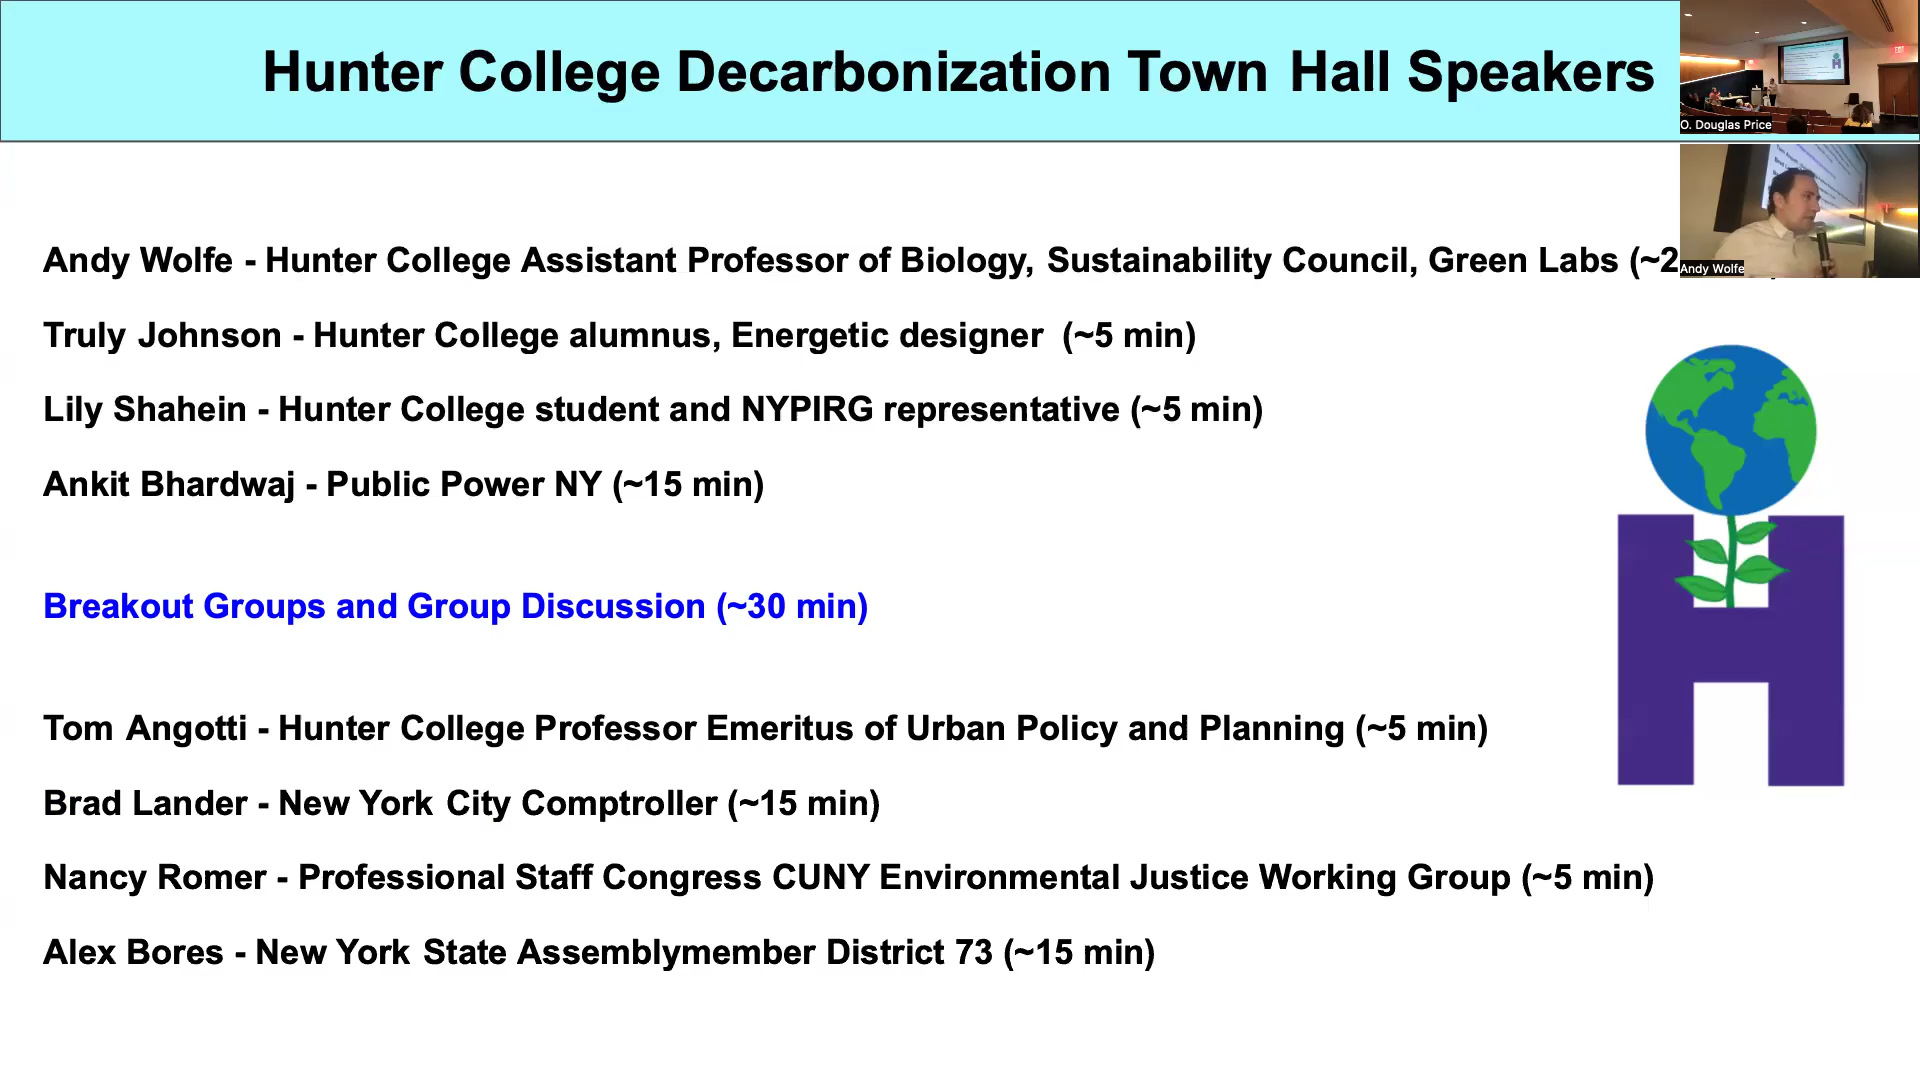 Hunter College Decarbonization Town Hall Speakers
O. Douglas Price
Andy Wolfe
Andy Wolfe - Hunter College Assistant Professor of Biology, Sustainability Council, Green Labs (~2
Truly Johnson - Hunter College alumnus, Energetic designer (~5 min)
Lily Shahein - Hunter College student and NYPIRG representative (~5 min)
Ankit Bhardwaj - Public Power NY (~15 min)
Breakout Groups and Group Discussion (~30 min)
Tom Angotti - Hunter College Professor Emeritus of Urban Policy and Planning (~5 min)
Brad Lander - New York City Comptroller (~15 min)
Nancy Romer - Professional Staff Congress CUNY Environmental Justice Working Group (~5 min)
Alex Bores - New York State Assemblymember District 73 (~15 min)
H